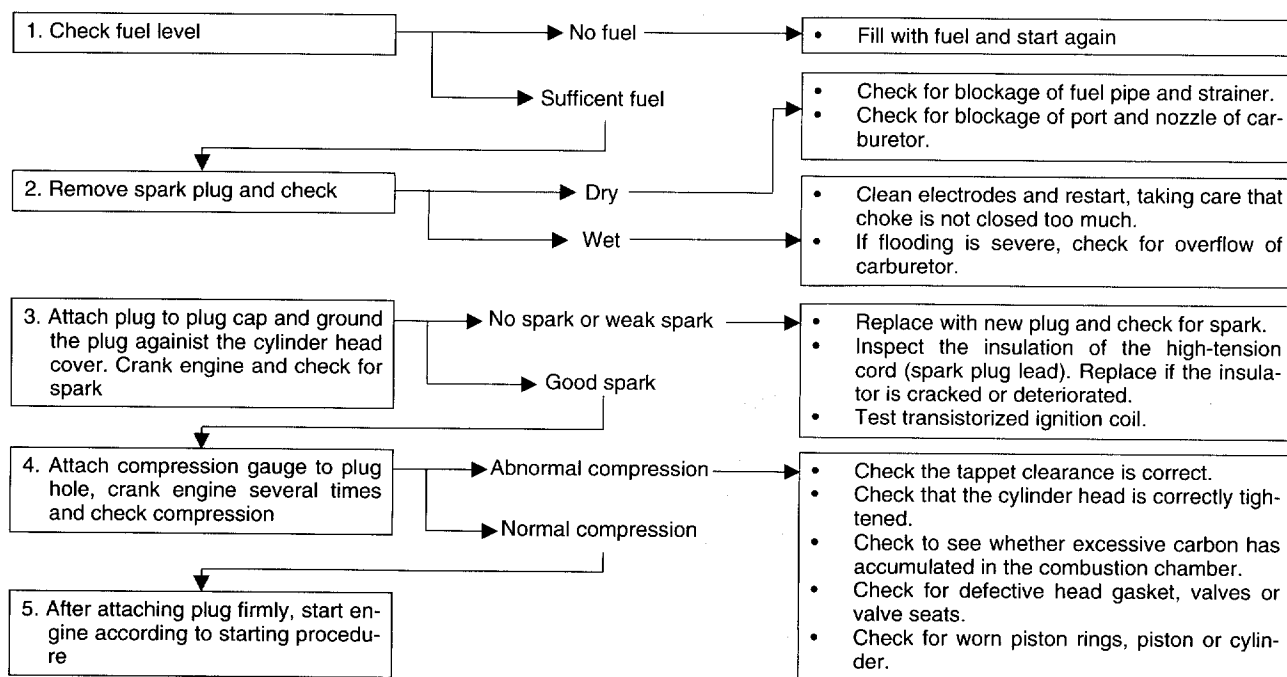 1. Check fuel level
No fuel
• Fill with fuel and start again
Sufficent fuel
• Check for blockage of fuel pipe and strainer.
• Check for blockage of port and nozzle of car-
buretor.
2. Remove spark plug and check
Dry
Wet
• Clean electrodes and restart, taking care that
choke is not closed too much.
• If flooding is severe, check for overflow of
carburetor.
3. Attach plug to plug cap and ground
the plug againist the cylinder head
cover. Crank engine and check for
spark
No spark or weak spark
Good spark
• Replace with new plug and check for spark.
• Inspect the insulation of the high-tension
cord (spark plug lead). Replace if the insula-
tor is cracked or deteriorated.
• Test transistorized ignition coil.
4. Attach compression gauge to plug
hole, crank engine several times
and check compression
Abnormal compression
Normal compression
• Check the tappet clearance is correct.
• Check that the cylinder head is correctly tigh-
tened.
• Check to see whether excessive carbon has
accumulated in the combustion chamber.
• Check for defective head gasket, valves or
valve seats.
• Check for worn piston rings, piston or cylin-
der.
5. After attaching plug firmly, start en-
gine according to starting procedu-
re